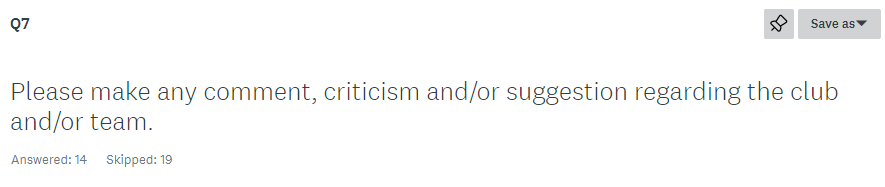 Q7
Save as
Please make any comment, criticism and/or suggestion regarding the club
and/or team.
Answered: 14 Skipped: 19